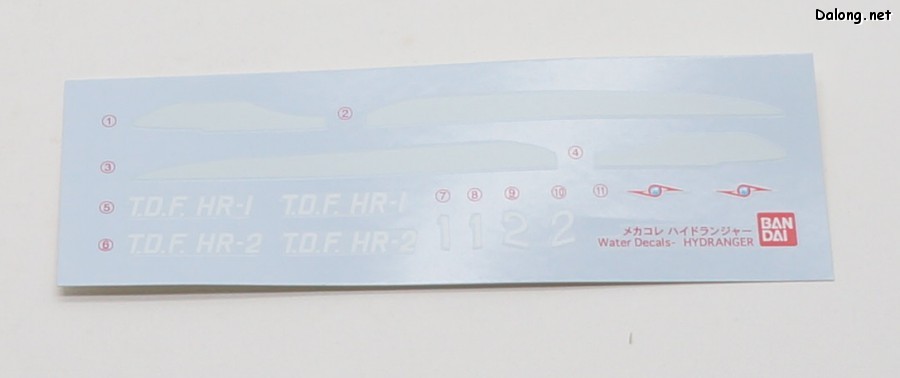 Dalong.net
① ②
③ ④
⑤ T.D.F. HR-1 T.D.F. HR-1 ⑦ ⑧ ⑨ ⑩ ⑪
⑥ T.D.F. HR-2 T.D.F. HR-2 1 1 2 2
メカコレ ハイドランジャー
Water Decals- HYDRANGER
BAN
DAI